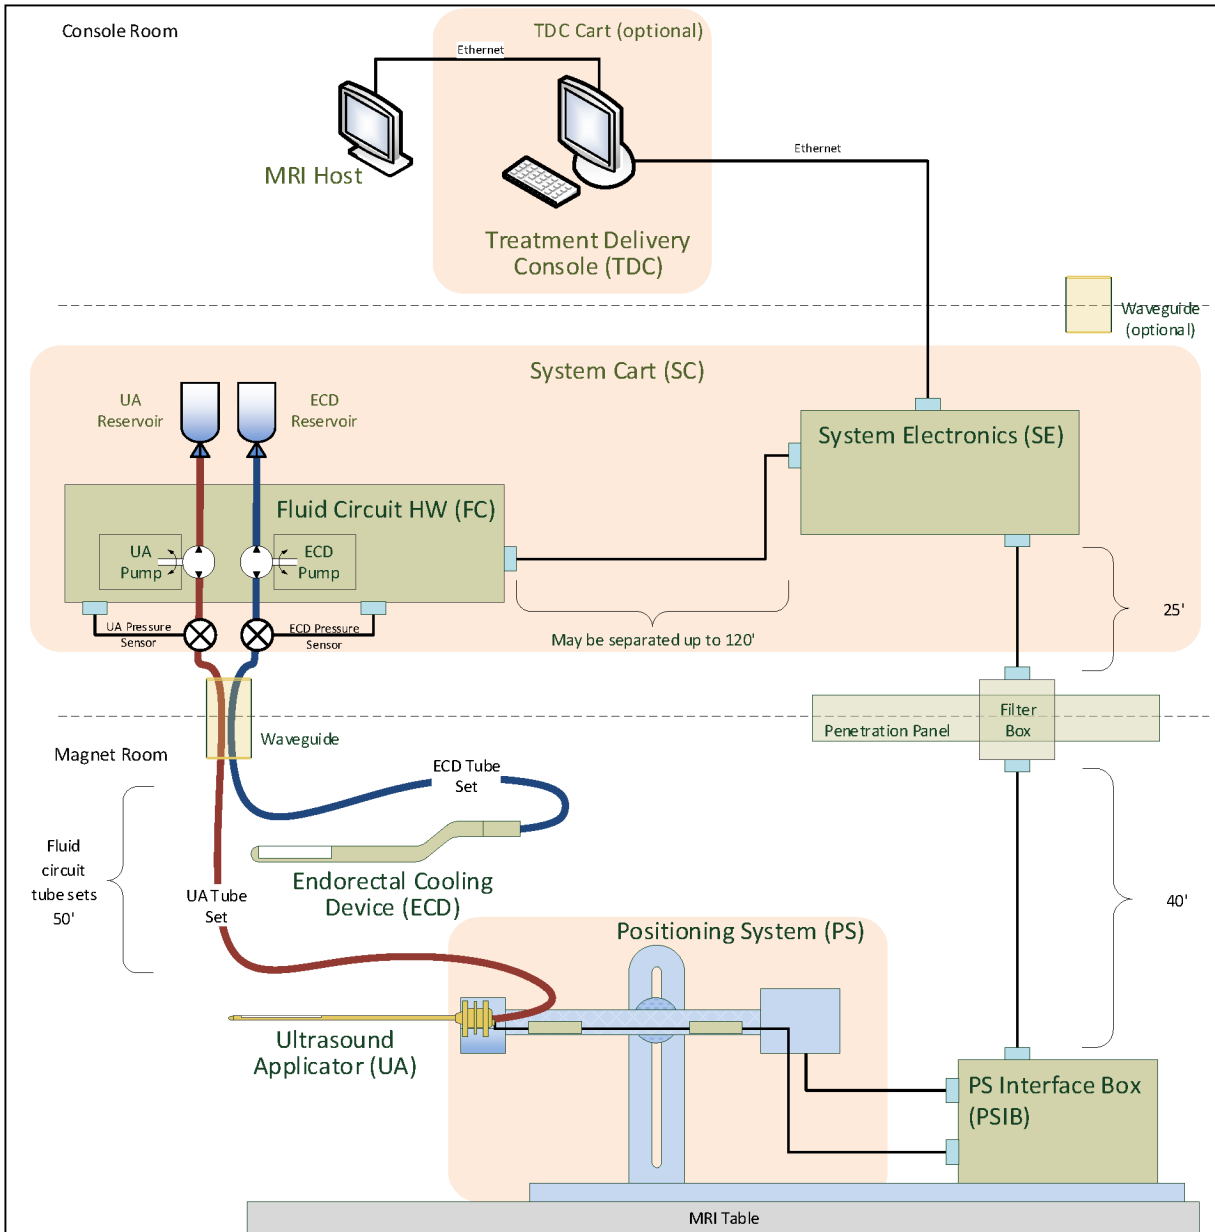 Console Room
TDC Cart (optional)
Ethernet
MRI Host
Ethernet
Treatment Delivery
Console (TDC)
Waveguide
(optional)
System Cart (SC)
UA
Reservoir
ECD
Reservoir
System Electronics (SE)
Fluid Circuit HW (FC)
UA
Pump
ECD
Pump
UA Pressure
Sensor
ECD Pressure
Sensor
May be separated up to 120'
25'
Filter
Box
Penetration Panel
Waveguide
Magnet Room
ECD Tube
Set
Fluid
circuit
tube sets
50'
Endorectal Cooling
Device (ECD)
UA Tube
Set
40'
Positioning System (PS)
Ultrasound
Applicator (UA)
PS Interface Box
(PSIB)
MRI Table